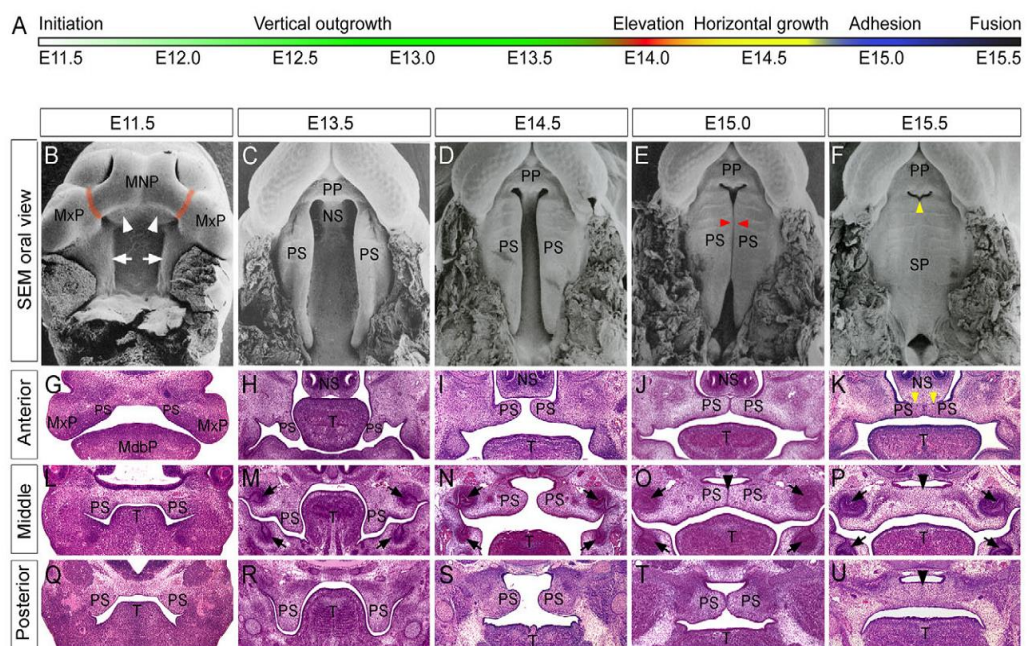 A
Initiation Vertical outgrowth Elevation Horizontal growth Adhesion Fusion
E11.5 E12.0 E12.5 E13.0 E13.5 E14.0 E14.5 E15.0 E15.5
E11.5 E13.5 E14.5 E15.0 E15.5
SEM oral view
B MNP MxP MxP
C PP NS PS PS
D PP PS PS
E PP PS PS
F PP SP
Anterior
G PS PS MxP MxP MdbP
H NS T PS PS
I NS PS PS T
J NS PS PS T
K NS PS PS T
Middle
L PS PS T
M PS PS T
N PS PS T
O PS PS T
P T
Posterior
Q PS PS T
R PS PS T
S PS PS T
T PS PS T
U T